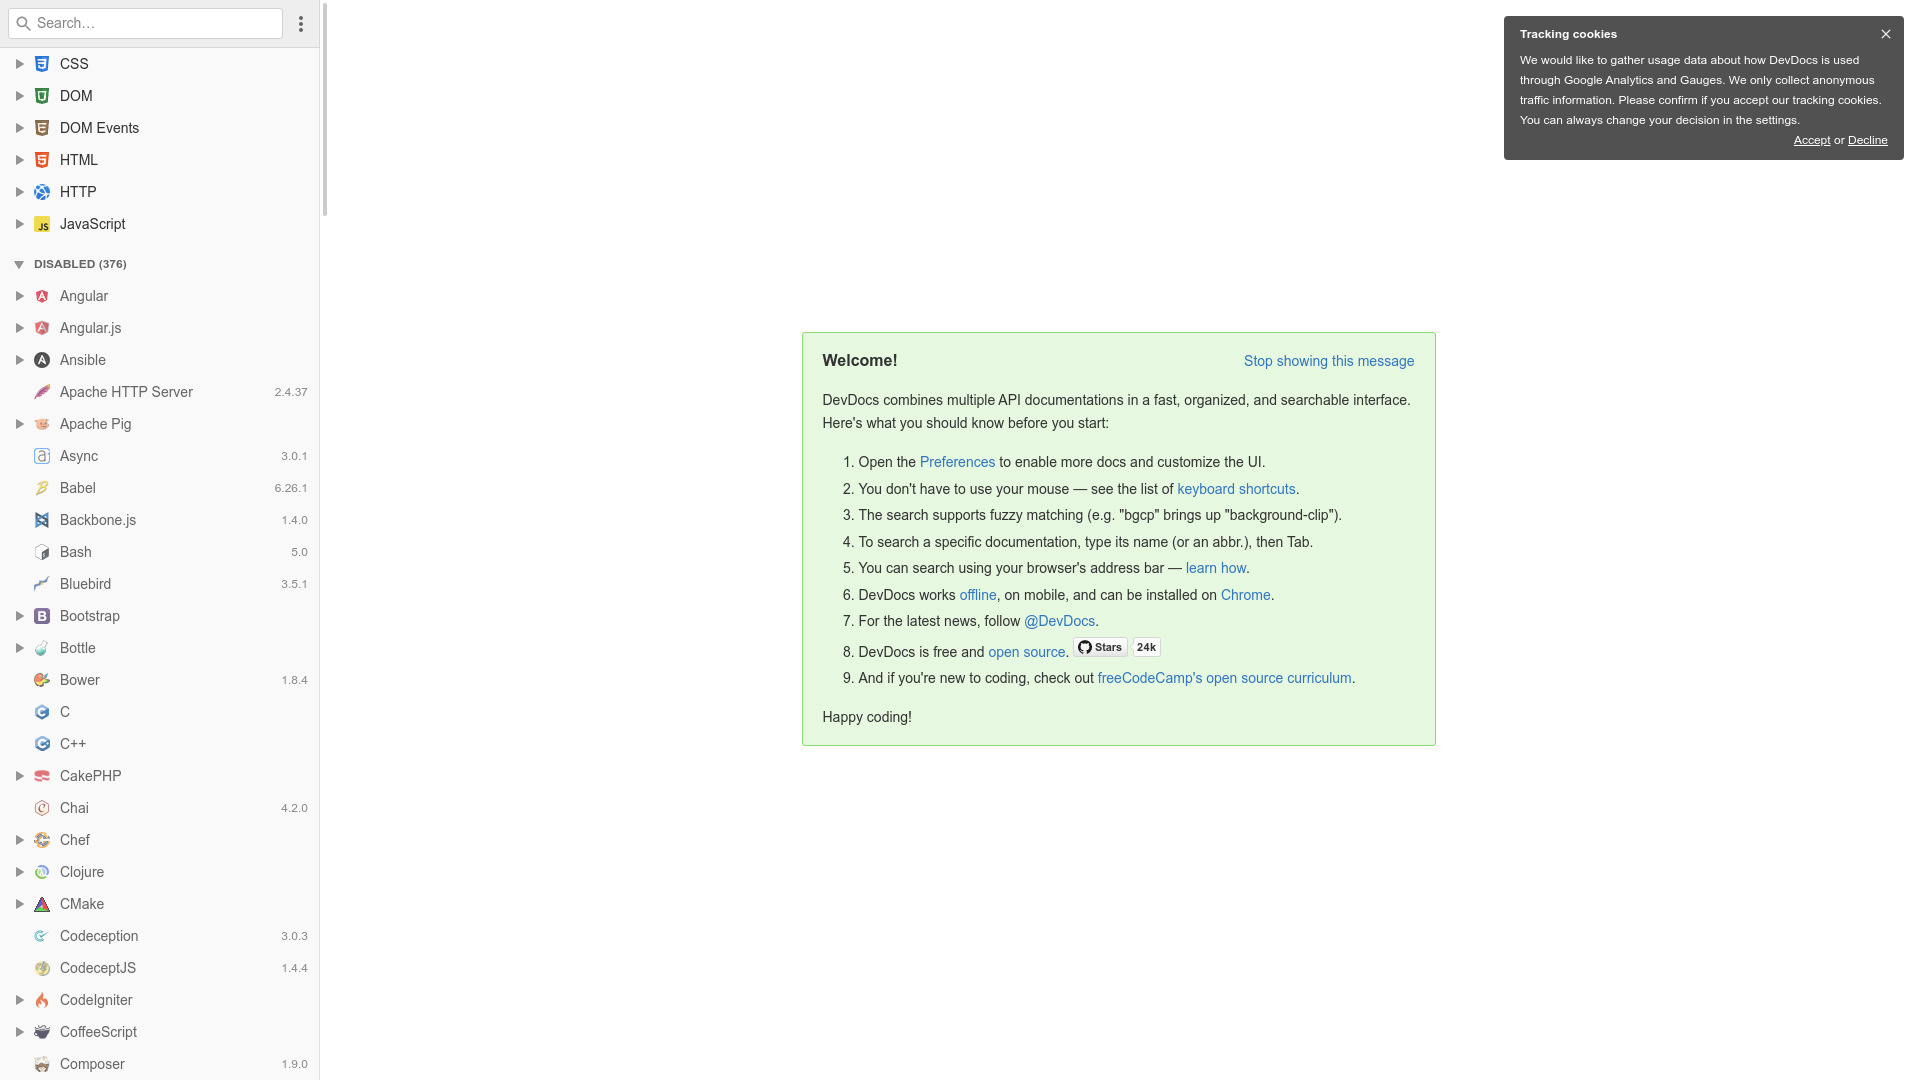 Search…
CSS
DOM
DOM Events
HTML
HTTP
JavaScript
DISABLED (376)
Angular
Angular.js
Ansible
Apache HTTP Server 2.4.37
Apache Pig
Async 3.0.1
Babel 6.26.1
Backbone.js 1.4.0
Bash 5.0
Bluebird 3.5.1
Bootstrap
Bottle
Bower 1.8.4
C
C++
CakePHP
Chai 4.2.0
Chef
Clojure
CMake
Codeception 3.0.3
CodeceptJS 1.4.4
CodeIgniter
CoffeeScript
Composer 1.9.0
Welcome! Stop showing this message
DevDocs combines multiple API documentations in a fast, organized, and searchable interface.
Here's what you should know before you start:
1. Open the Preferences to enable more docs and customize the UI.
2. You don't have to use your mouse — see the list of keyboard shortcuts.
3. The search supports fuzzy matching (e.g. "bgcp" brings up "background-clip").
4. To search a specific documentation, type its name (or an abbr.), then Tab.
5. You can search using your browser's address bar — learn how.
6. DevDocs works offline, on mobile, and can be installed on Chrome.
7. For the latest news, follow @DevDocs.
8. DevDocs is free and open source. Stars 24k
9. And if you're new to coding, check out freeCodeCamp's open source curriculum.
Happy coding!
Tracking cookies
We would like to gather usage data about how DevDocs is used
through Google Analytics and Gauges. We only collect anonymous
traffic information. Please confirm if you accept our tracking cookies.
You can always change your decision in the settings.
Accept or Decline